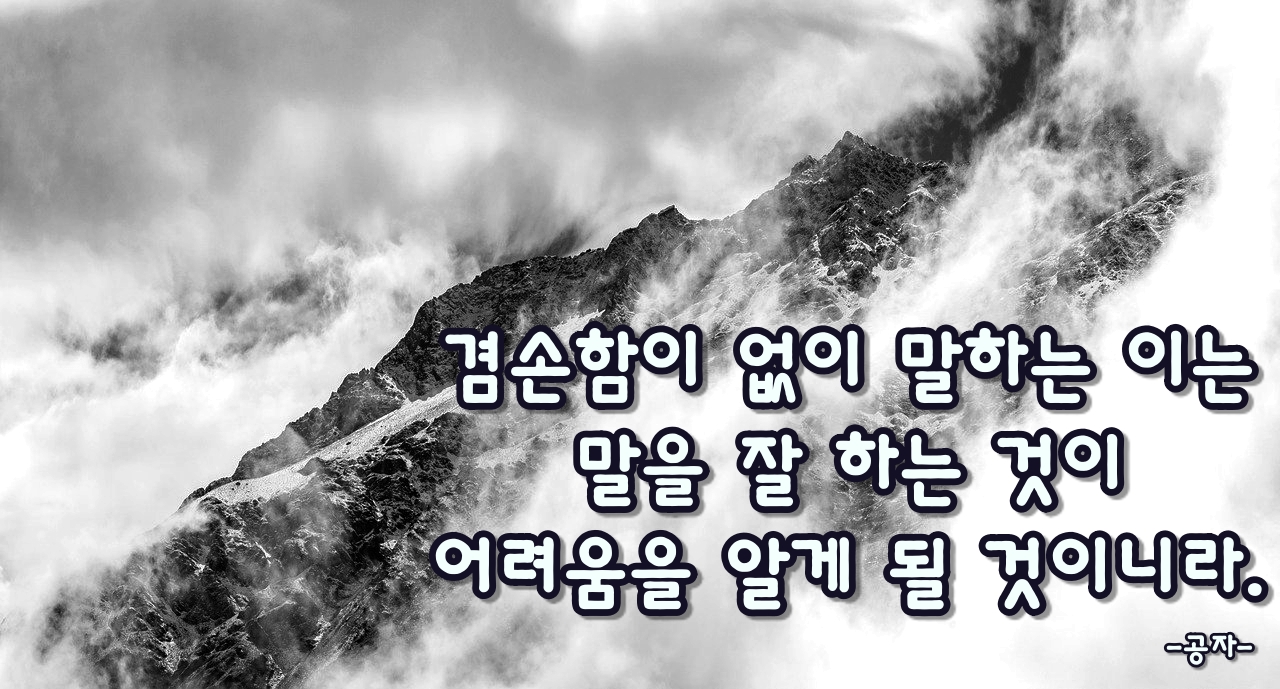 겸손함이 없이 말하는 이는
말을 잘 하는 것이
어려움을 알게 될 것이니라.
-공자-